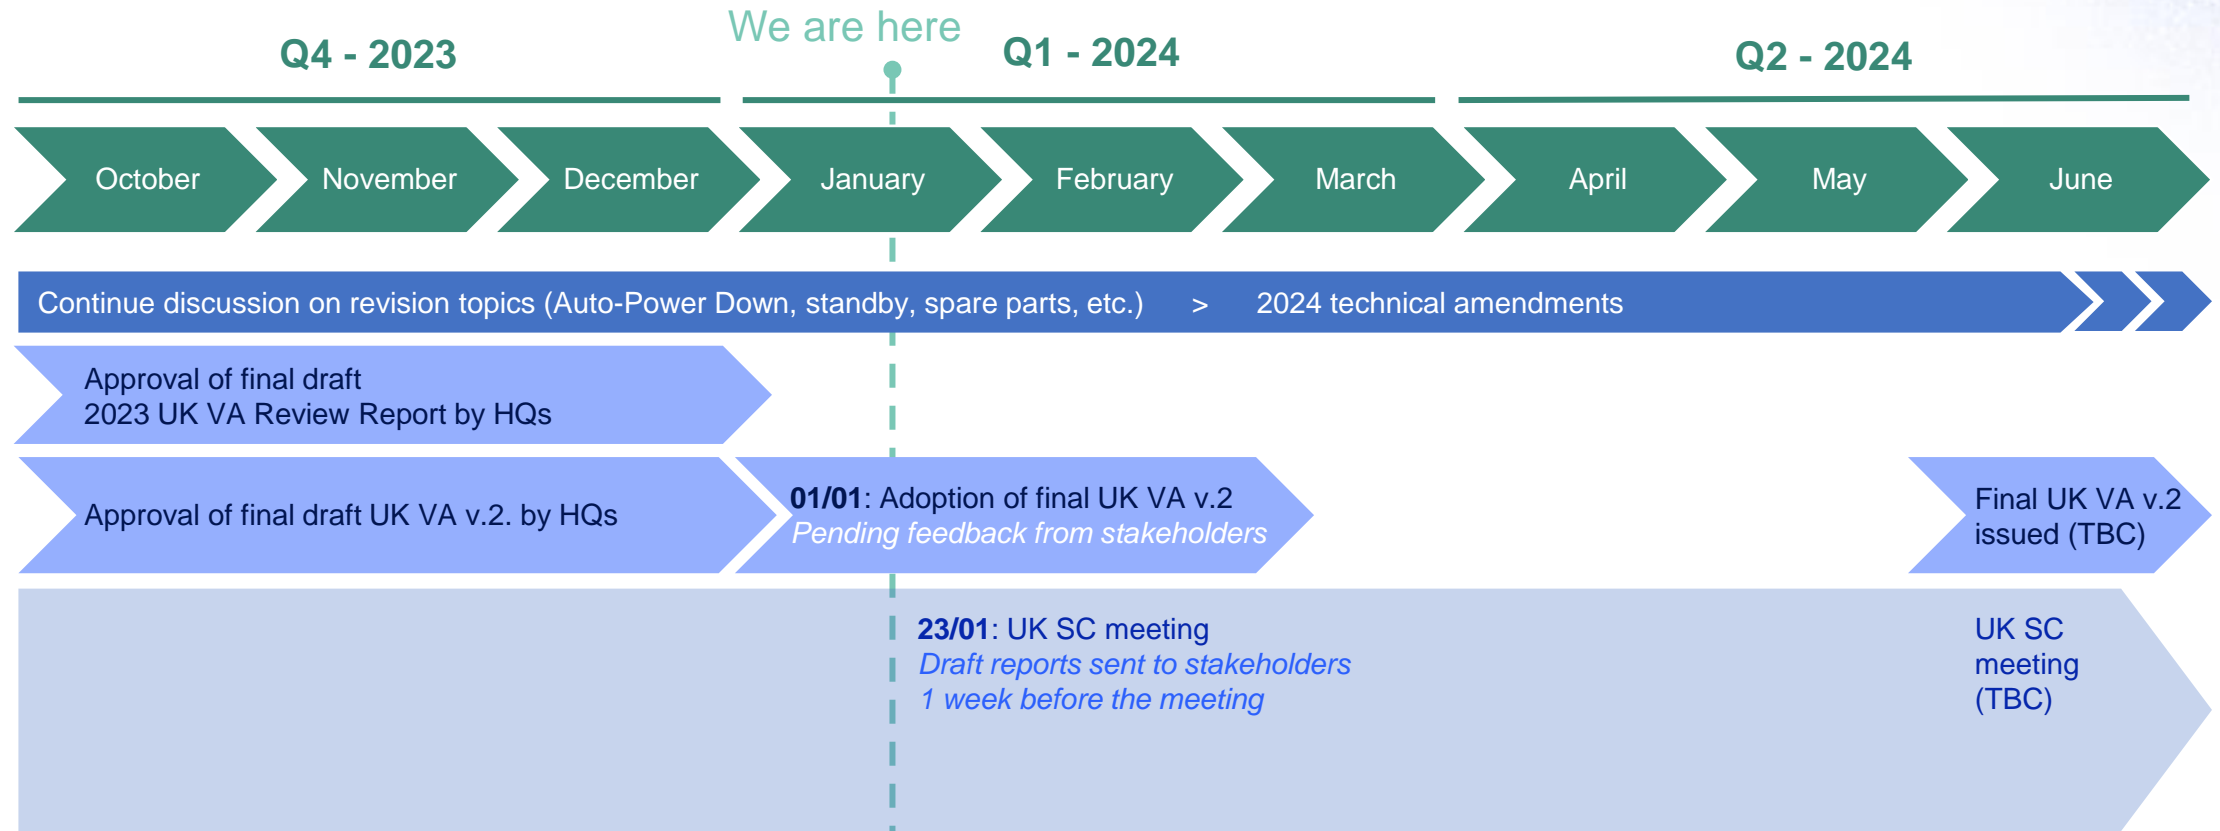 We are here
Q4 - 2023
Q1 - 2024
Q2 - 2024
October
November
December
January
February
March
April
May
June
Continue discussion on revision topics (Auto-Power Down, standby, spare parts, etc.) > 2024 technical amendments
Approval of final draft
2023 UK VA Review Report by HQs
Approval of final draft UK VA v.2. by HQs
01/01: Adoption of final UK VA v.2
Pending feedback from stakeholders
Final UK VA v.2
issued (TBC)
23/01: UK SC meeting
Draft reports sent to stakeholders
1 week before the meeting
UK SC
meeting
(TBC)